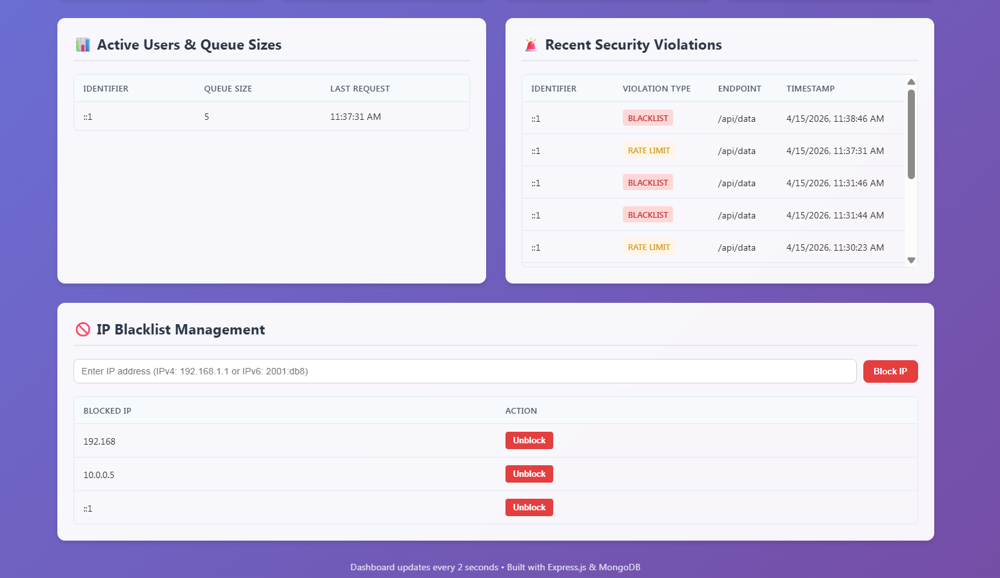 Active Users & Queue Sizes
IDENTIFIER QUEUE SIZE LAST REQUEST
::1 5 11:37:31 AM
Recent Security Violations
IDENTIFIER VIOLATION TYPE ENDPOINT TIMESTAMP
::1 BLACKLIST /api/data 4/15/2026, 11:38:46 AM
::1 RATE LIMIT /api/data 4/15/2026, 11:37:31 AM
::1 BLACKLIST /api/data 4/15/2026, 11:31:46 AM
::1 BLACKLIST /api/data 4/15/2026, 11:31:44 AM
::1 RATE LIMIT /api/data 4/15/2026, 11:30:23 AM
IP Blacklist Management
Enter IP address (IPv4: 192.168.1.1 or IPv6: 2001:db8) Block IP
BLOCKED IP ACTION
192.168 Unblock
10.0.0.5 Unblock
::1 Unblock
Dashboard updates every 2 seconds • Built with Express.js & MongoDB